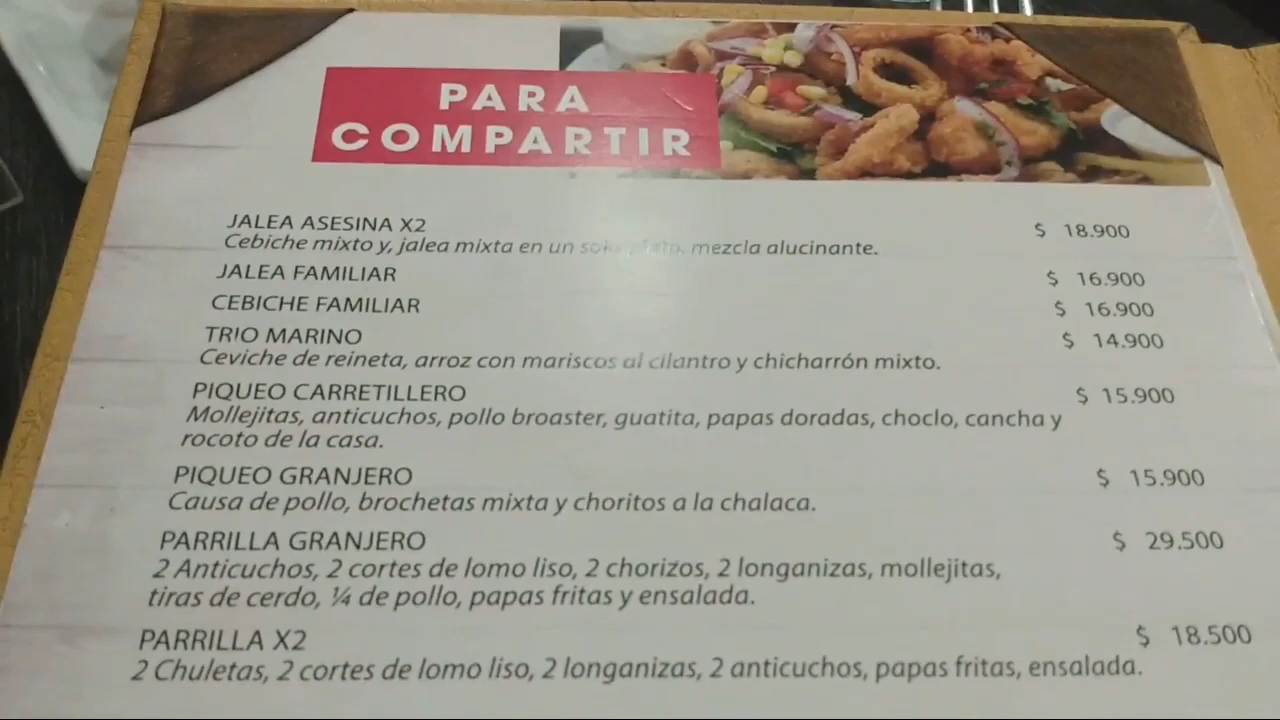 PARA
COMPARTIR
JALEA ASESINA X2 $ 18.900
Cebiche mixto y, jalea mixta en un solo plato, mezcla alucinante.
JALEA FAMILIAR $ 16.900
CEBICHE FAMILIAR $ 16.900
TRIO MARINO $ 14.900
Ceviche de reineta, arroz con mariscos al cilantro y chicharrón mixto.
PIQUEO CARRETILLERO $ 15.900
Mollejitas, anticuchos, pollo broaster, guatita, papas doradas, choclo, cancha y
rocoto de la casa.
PIQUEO GRANJERO $ 15.900
Causa de pollo, brochetas mixta y choritos a la chalaca.
PARRILLA GRANJERO $ 29.500
2 Anticuchos, 2 cortes de lomo liso, 2 chorizos, 2 longanizas, mollejitas,
tiras de cerdo, ¼ de pollo, papas fritas y ensalada.
PARRILLA X2 $ 18.500
2 Chuletas, 2 cortes de lomo liso, 2 longanizas, 2 anticuchos, papas fritas, ensalada.